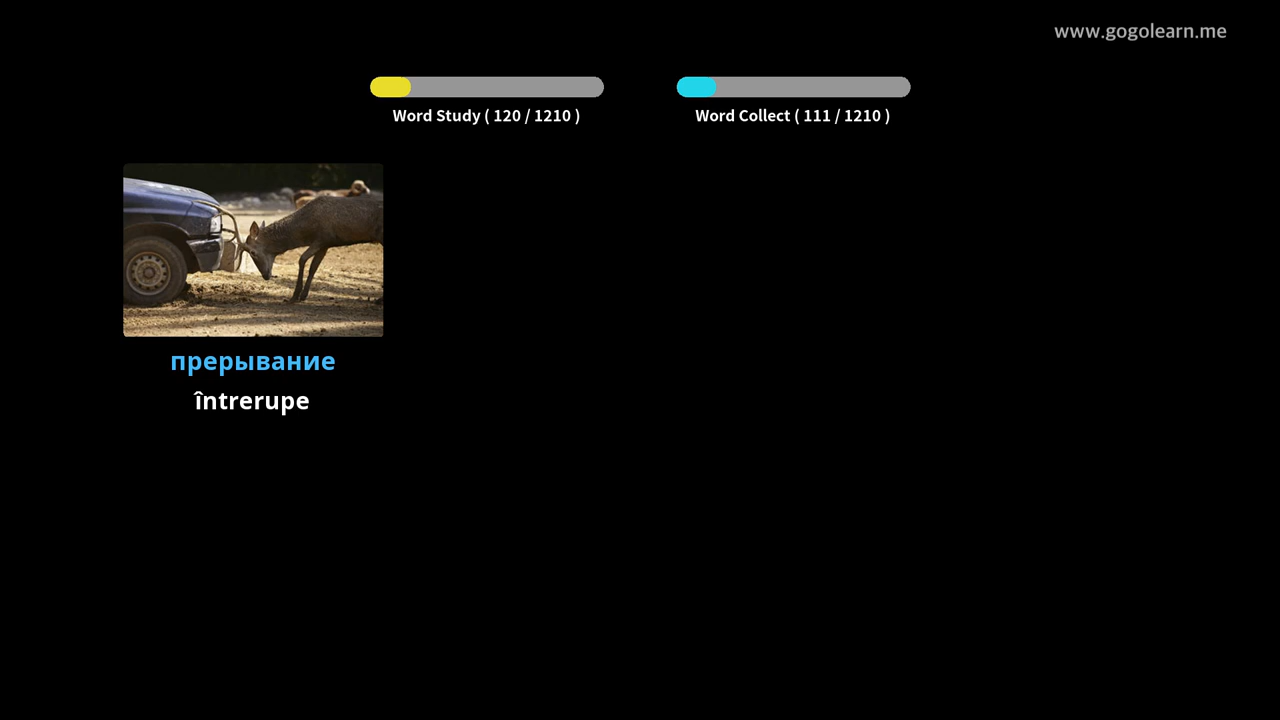 www.gogolearn.me
Word Study ( 120 / 1210 )
Word Collect ( 111 / 1210 )
прерывание
întrerupe